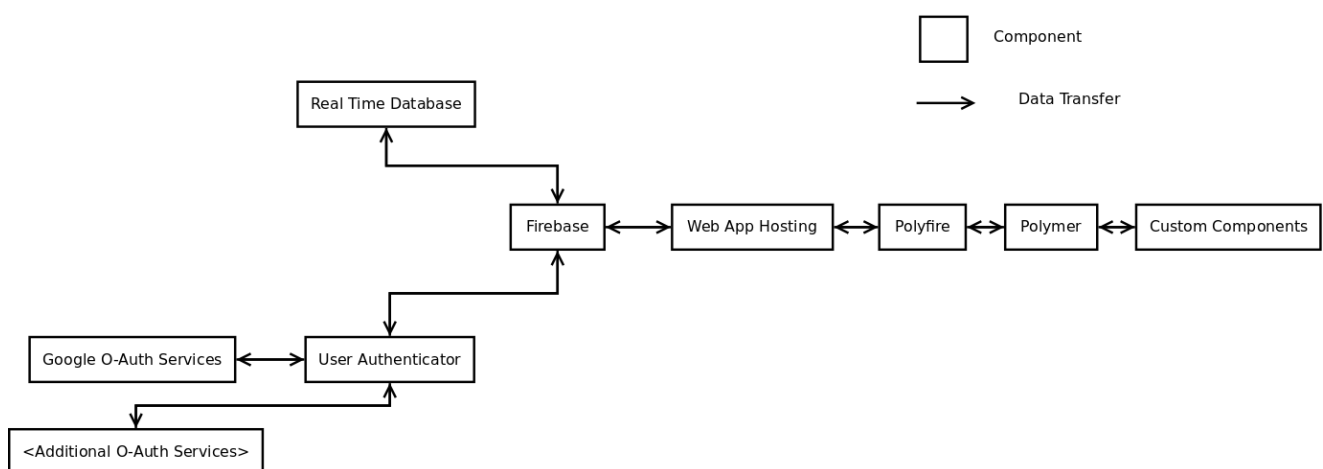 Component
Data Transfer
Real Time Database
Firebase
Web App Hosting
Polyfire
Polymer
Custom Components
Google O-Auth Services
User Authenticator
<Additional O-Auth Services>